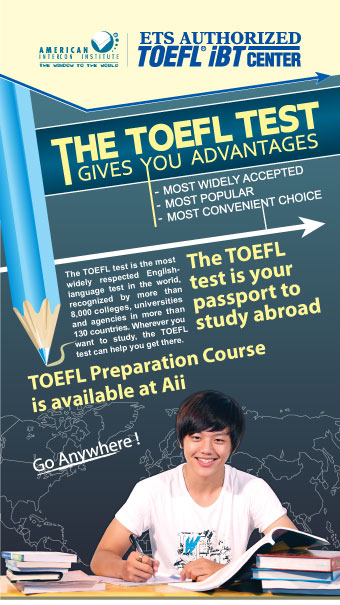 AMERICAN
INTERCON INSTITUTE
THE WINDOW TO THE WORLD
ETS AUTHORIZED
TOEFL® iBT CENTER
THE TOEFL TEST
GIVES YOU ADVANTAGES
- MOST WIDELY ACCEPTED
- MOST POPULAR
- MOST CONVENIENT CHOICE
The TOEFL test is the most
widely respected English-
language test in the world,
recognized by more than
8,000 colleges, universities
and agencies in more than
130 countries. Wherever you
want to study, the TOEFL
test can help you get there.
The TOEFL
test is your
passport to
study abroad
TOEFL Preparation Course
is available at Aii
Go Anywhere !